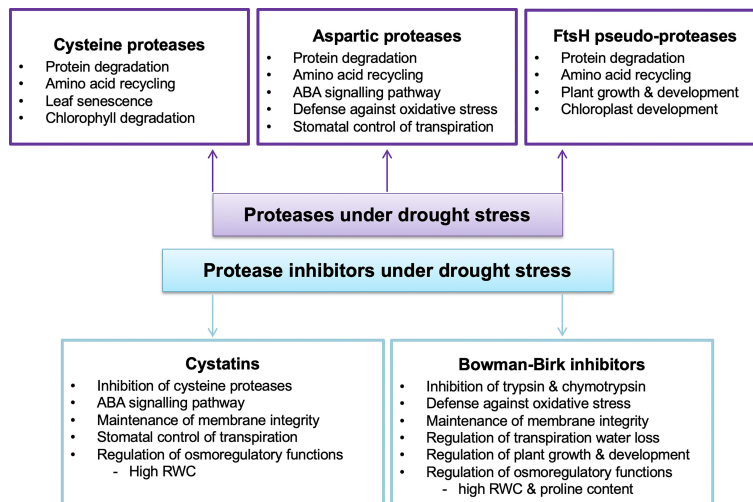 Cysteine proteases
• Protein degradation
• Amino acid recycling
• Leaf senescence
• Chlorophyll degradation
Aspartic proteases
• Protein degradation
• Amino acid recycling
• ABA signalling pathway
• Defense against oxidative stress
• Stomatal control of transpiration
FtsH pseudo-proteases
• Protein degradation
• Amino acid recycling
• Plant growth & development
• Chloroplast development
Proteases under drought stress
Protease inhibitors under drought stress
Cystatins
• Inhibition of cysteine proteases
• ABA signalling pathway
• Maintenance of membrane integrity
• Stomatal control of transpiration
• Regulation of osmoregulatory functions
- High RWC
Bowman-Birk inhibitors
• Inhibition of trypsin & chymotrypsin
• Defense against oxidative stress
• Maintenance of membrane integrity
• Regulation of transpiration water loss
• Regulation of plant growth & development
• Regulation of osmoregulatory functions
- high RWC & proline content